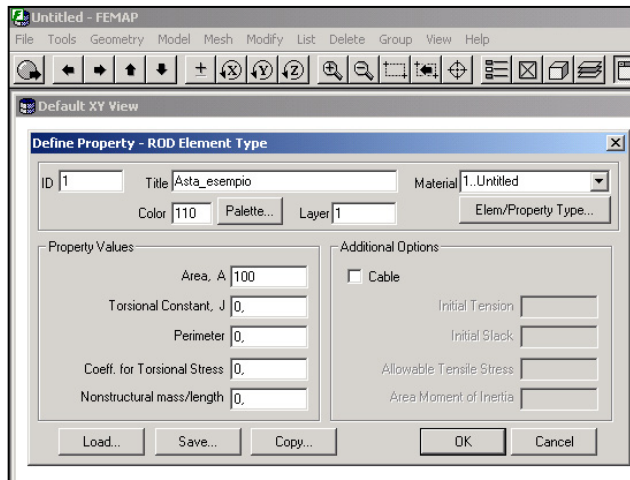 Untitled - FEMAP
File Tools Geometry Model Mesh Modify List Delete Group View Help
X Y Z
Default XY View
Define Property - ROD Element Type
ID 1 Title Asta_esempio Material 1..Untitled
Color 110 Palette... Layer 1 Elem/Property Type...
Property Values
Area, A 100
Torsional Constant, J 0,
Perimeter 0,
Coeff. for Torsional Stress 0,
Nonstructural mass/length 0,
Additional Options
Cable
Initial Tension
Initial Slack
Allowable Tensile Stress
Area Moment of Inertia
Load... Save... Copy... OK Cancel